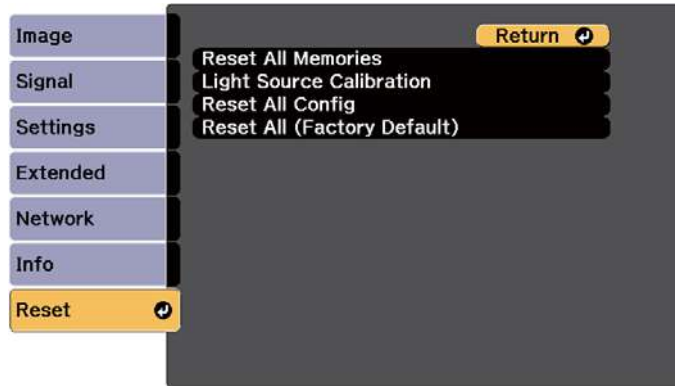 Image
Signal
Settings
Extended
Network
Info
Reset
Return
Reset All Memories
Light Source Calibration
Reset All Config
Reset All (Factory Default)